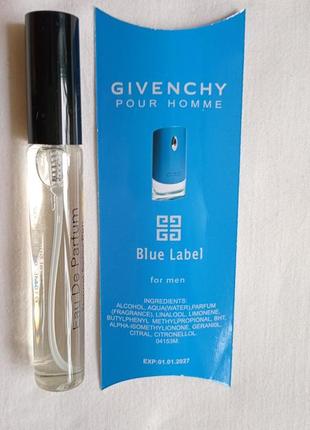 Eau De Parfum
GIVENCHY
POUR HOMME
Blue Label
for men
INGREDIENTS:
ALCOHOL, AQUA(WATER),PARFUM
(FRAGRANCE), LINALOOL, LIMONENE,
BUTYLPHENYL METHYLPROPIONAL, BHT,
ALPHA-ISOMETHYLIONONE, GERANIOL,
CITRAL, CITRONELLOL
04153M.
EXP:01.01.2027